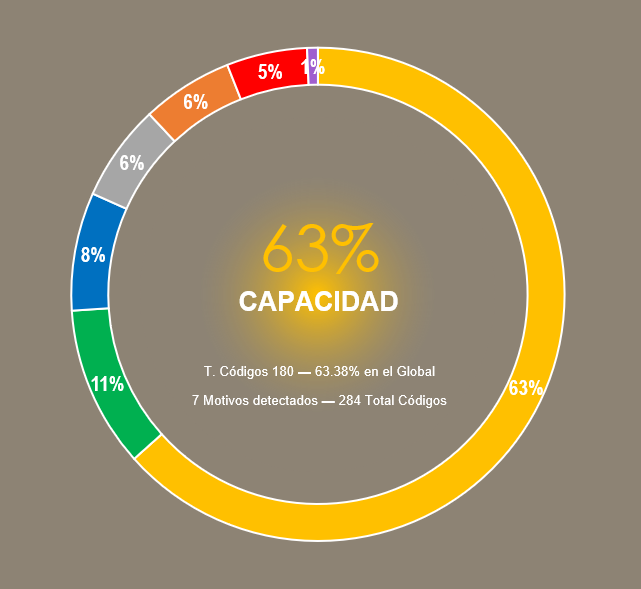 1%
5%
6%
6%
8%
63%
CAPACIDAD
T. Códigos 180 — 63.38% en el Global
11%
63%
7 Motivos detectados — 284 Total Códigos